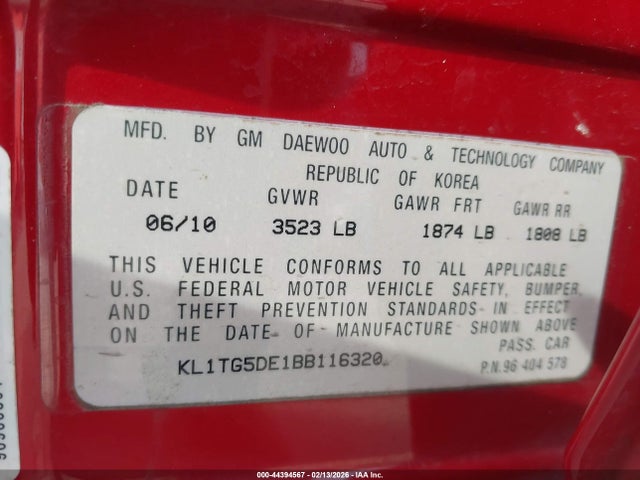 MFD. BY GM DAEWOO AUTO & TECHNOLOGY COMPANY
REPUBLIC OF KOREA
DATE GVWR GAWR FRT GAWR RR
06/10 3523 LB 1874 LB 1808 LB
THIS VEHICLE CONFORMS TO ALL APPLICABLE
U.S. FEDERAL MOTOR VEHICLE SAFETY, BUMPER,
AND THEFT PREVENTION STANDARDS IN EFFECT
ON THE DATE OF MANUFACTURE SHOWN ABOVE
PASS. CAR
KL1TG5DE1BB116320 P.N.96 404 578
000-44394567 - 02/13/2026 - IAA Inc.